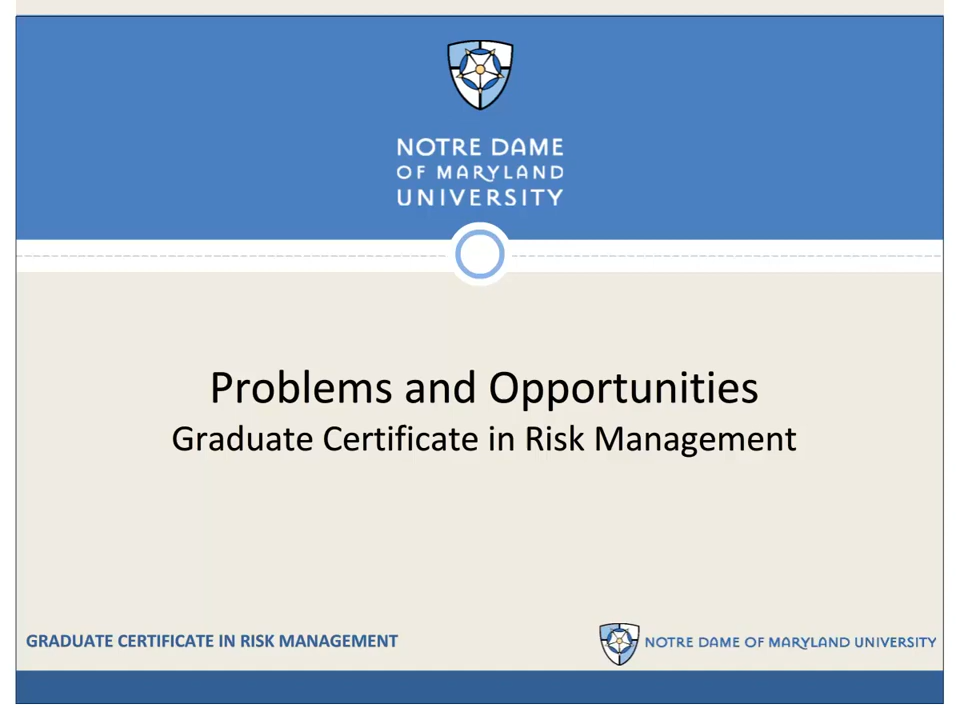 NOTRE DAME
OF MARYLAND
UNIVERSITY
Problems and Opportunities
Graduate Certificate in Risk Management
GRADUATE CERTIFICATE IN RISK MANAGEMENT
NOTRE DAME OF MARYLAND UNIVERSITY